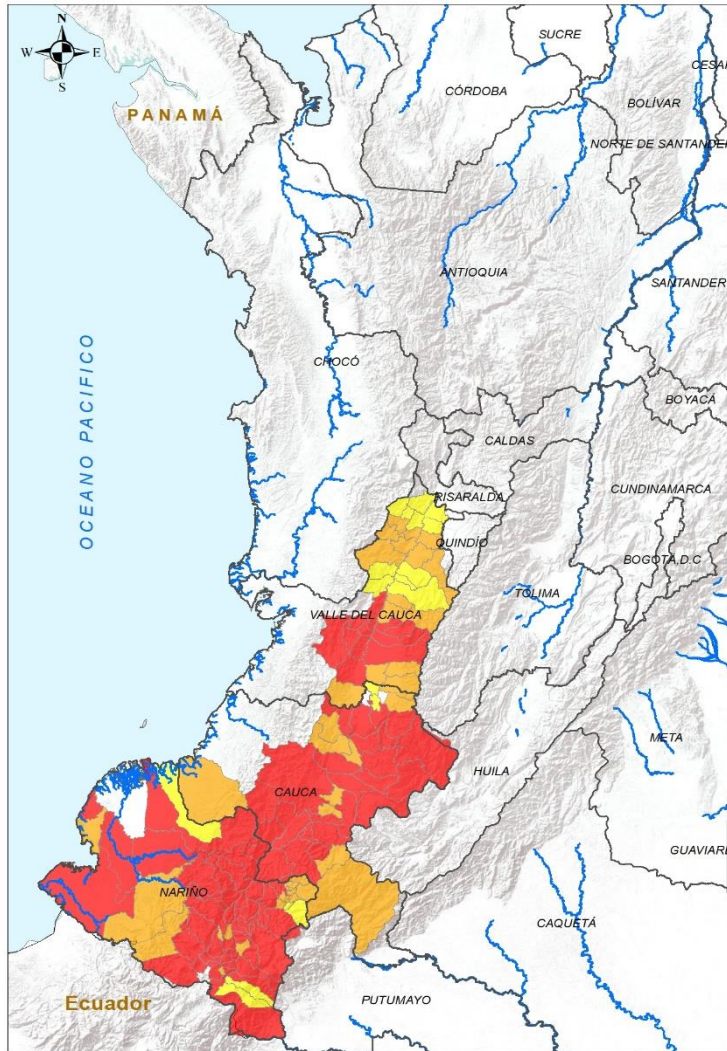 N
W E
S
SUCRE
CESAR
CÓRDOBA
BOLÍVAR
PANAMÁ
NORTE DE SANTANDER
ANTIOQUIA
SANTANDER
OCEANO PACIFICO
CHOCÓ
BOYACÁ
CALDAS
RISARALDA
CUNDINAMARCA
QUINDÍO
BOGOTÁ, D.C
TOLIMA
VALLE DEL CAUCA
META
HUILA
CAUCA
GUAVIARE
NARIÑO
CAQUETÁ
Ecuador
PUTUMAYO